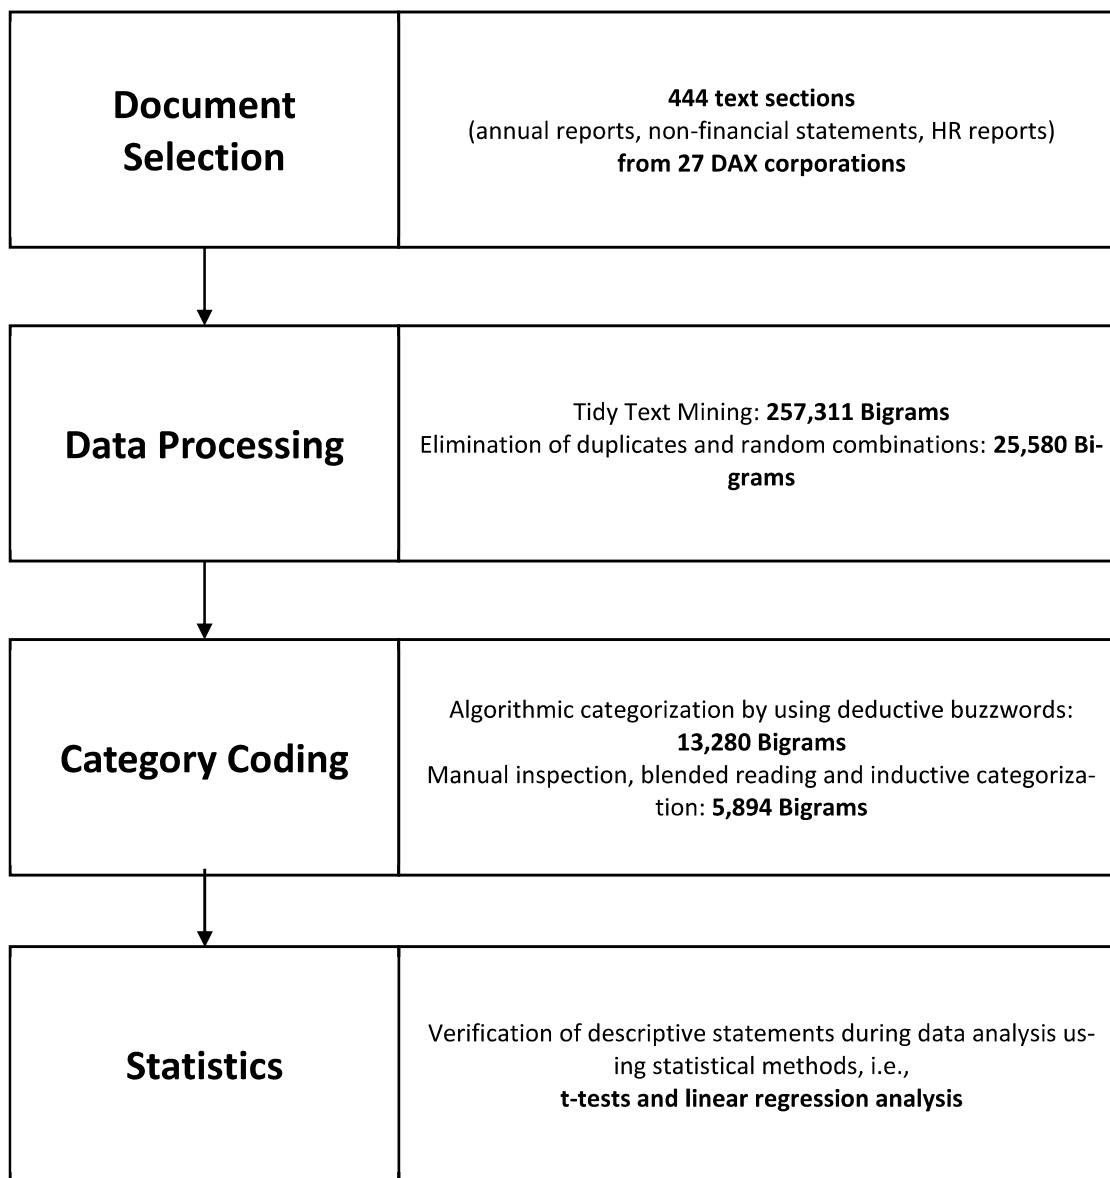 Document
Selection
444 text sections
(annual reports, non-financial statements, HR reports)
from 27 DAX corporations
Data Processing
Tidy Text Mining: 257,311 Bigrams
Elimination of duplicates and random combinations: 25,580 Bi-
grams
Category Coding
Algorithmic categorization by using deductive buzzwords:
13,280 Bigrams
Manual inspection, blended reading and inductive categoriza-
tion: 5,894 Bigrams
Statistics
Verification of descriptive statements during data analysis us-
ing statistical methods, i.e.,
t-tests and linear regression analysis